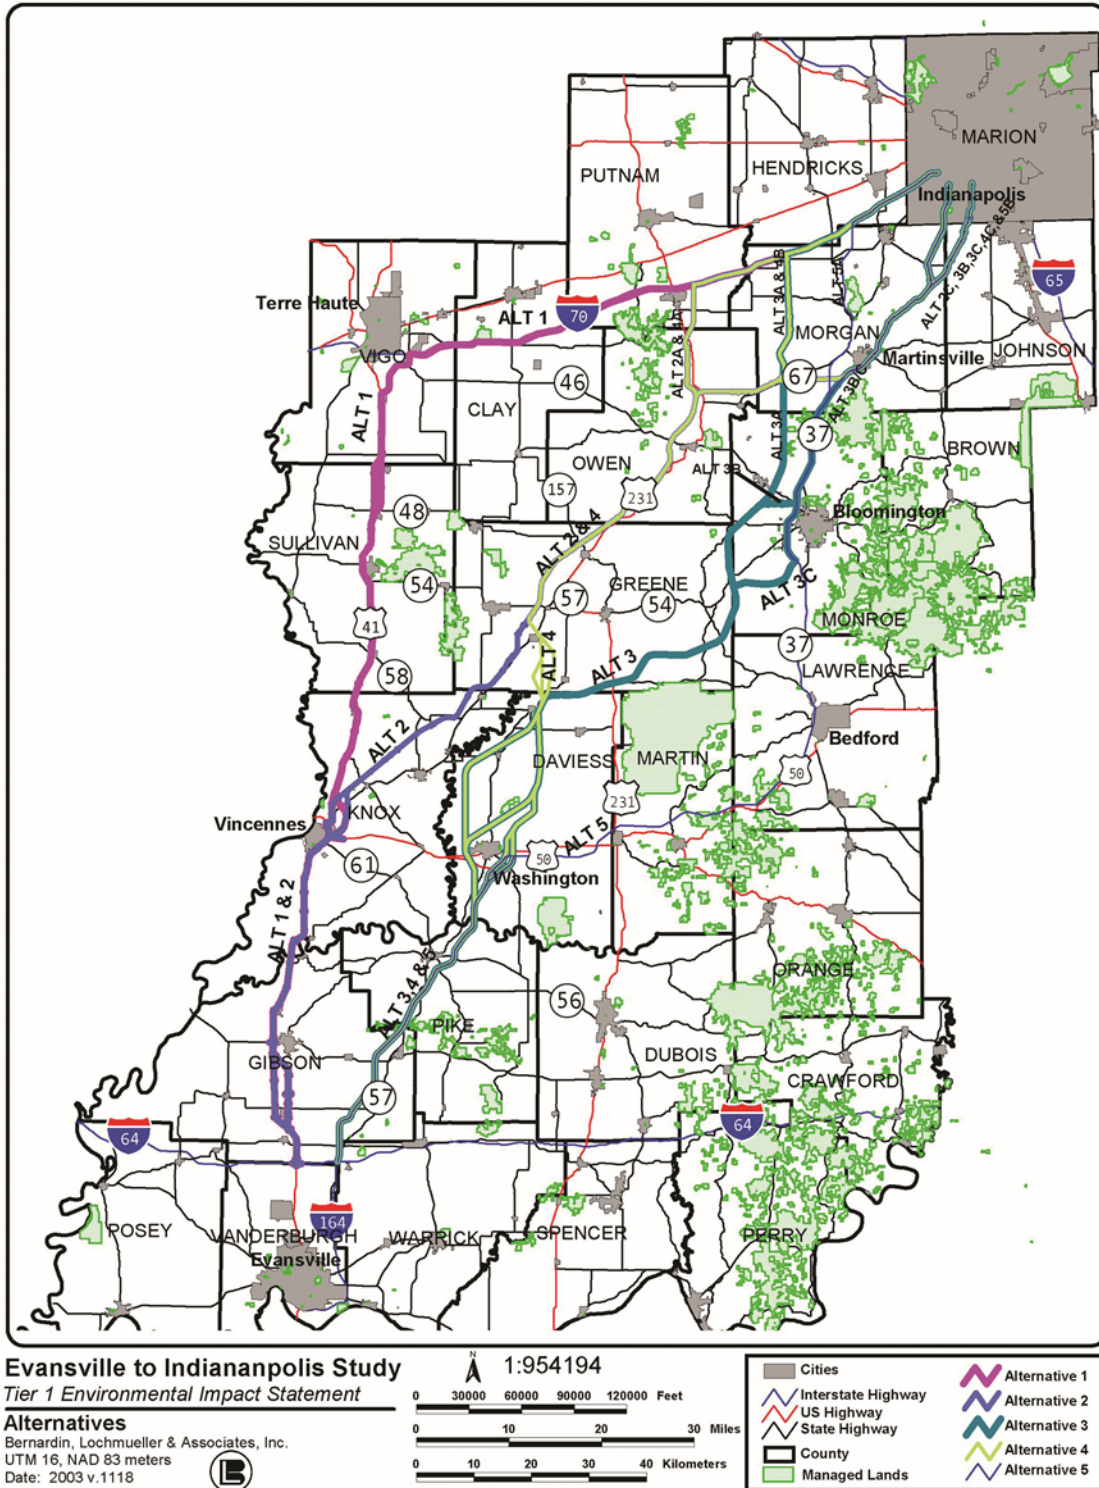 MARION
PUTNAM
HENDRICKS
Indianapolis
65
ALT 2C, 3B,3C,4C,&5B
ALT 3A & 4B
ALT 5A
Terre Haute
ALT 1
70
VIGO
MORGAN
Martinsville
JOHNSON
ALT 2A & 4A
67
ALT 3B/C
46
CLAY
ALT 1
37
BROWN
ALT 3A
OWEN
ALT 3B
157
231
48
Bloomington
SULLIVAN
ALT 2 & 4
GREENE
54
57
54
ALT 3C
41
MONROE
ALT 4
37
58
ALT 3
LAWRENCE
ALT 2
Bedford
DAVIESS
MARTIN
50
231
KNOX
Vincennes
ALT 5
50
61
Washington
ALT 1 & 2
ORANGE
ALT 3,4 & 5
56
PIKE
DUBOIS
GIBSON
CRAWFORD
57
64
64
164
POSEY
VANDERBURGH
WARRICK
SPENCER
PERRY
Evansville
Evansville to Indiananpolis Study
Tier 1 Environmental Impact Statement
Alternatives
Bernardin, Lochmueller & Associates, Inc.
UTM 16, NAD 83 meters
Date: 2003 v.1118
N
1:954194
0 30000 60000 90000 120000 Feet
0 10 20 30 Miles
0 10 20 30 40 Kilometers
Cities
Interstate Highway
US Highway
State Highway
County
Managed Lands
Alternative 1
Alternative 2
Alternative 3
Alternative 4
Alternative 5